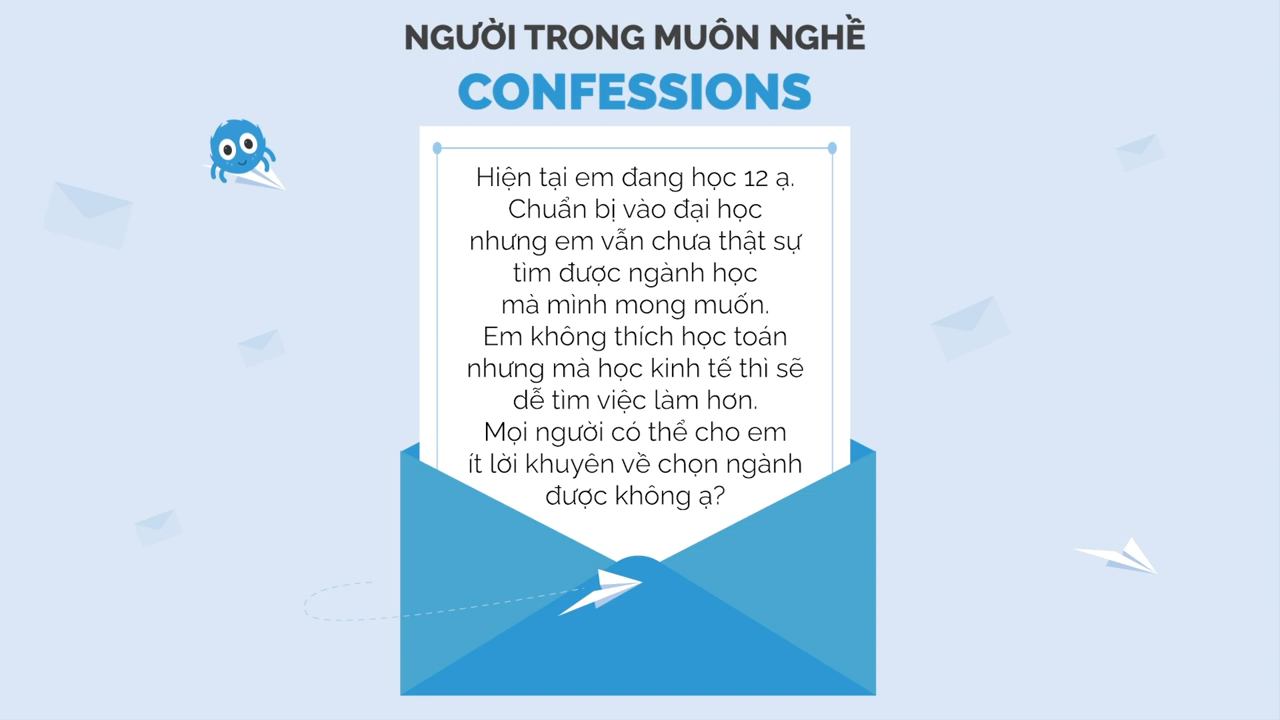 NGƯỜI TRONG MUÔN NGHỀ
CONFESSIONS
Hiện tại em đang học 12 ạ.
Chuẩn bị vào đại học
nhưng em vẫn chưa thật sự
tìm được ngành học
mà mình mong muốn.
Em không thích học toán
nhưng mà học kinh tế thì sẽ
dễ tìm việc làm hơn.
Mọi người có thể cho em
ít lời khuyên về chọn ngành
được không ạ?